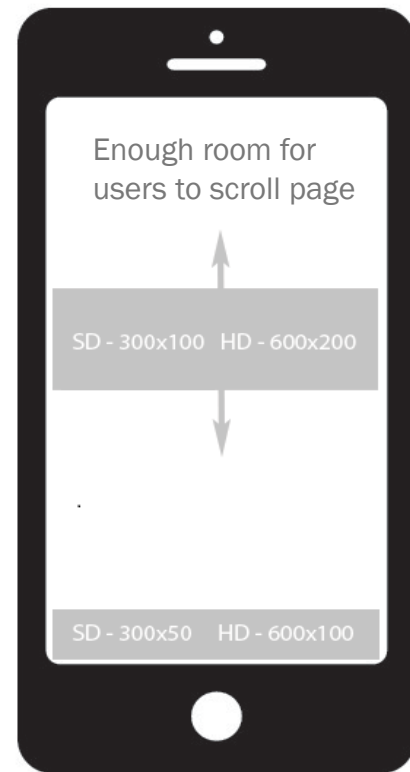 Enough room for
users to scroll page
SD - 300x100 HD - 600x200
.
SD - 300x50 HD - 600x100